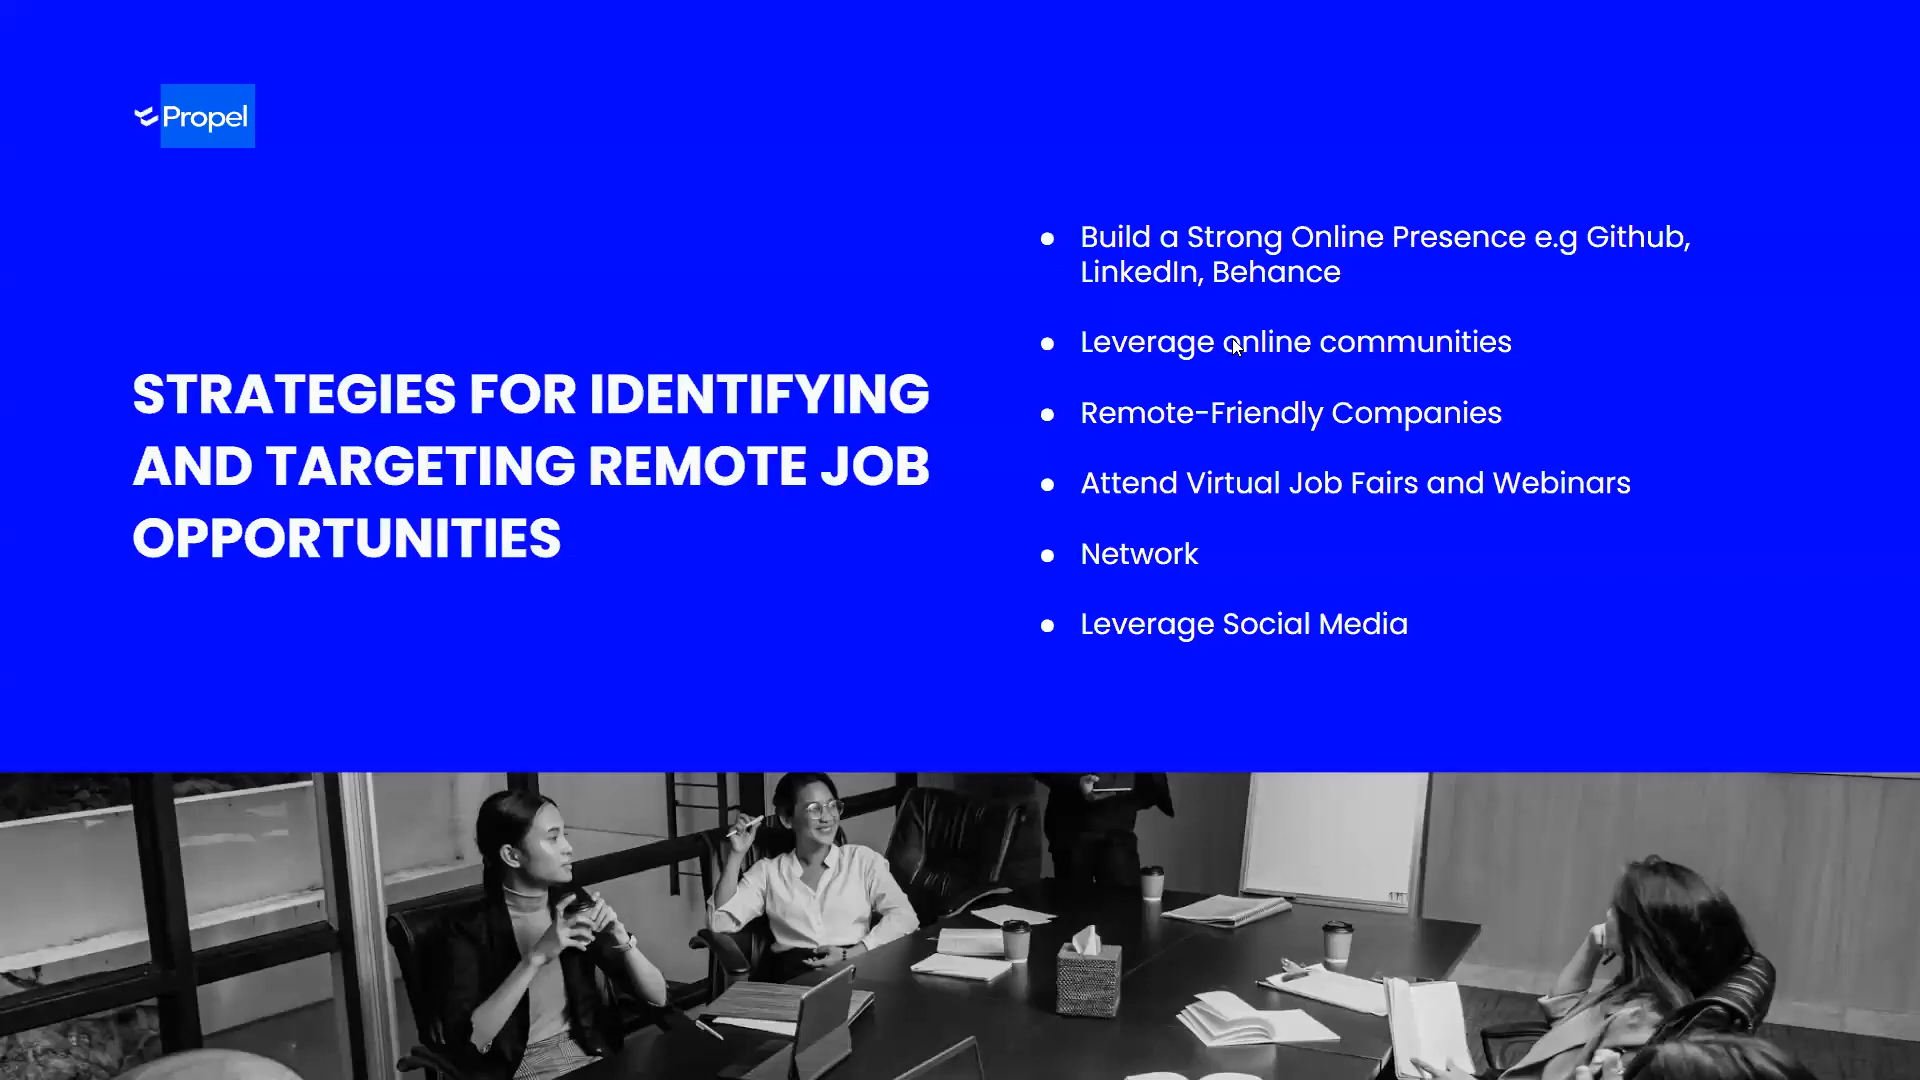 Propel
STRATEGIES FOR IDENTIFYING
AND TARGETING REMOTE JOB
OPPORTUNITIES
● Build a Strong Online Presence e.g Github,
LinkedIn, Behance
● Leverage online communities
● Remote-Friendly Companies
● Attend Virtual Job Fairs and Webinars
● Network
● Leverage Social Media